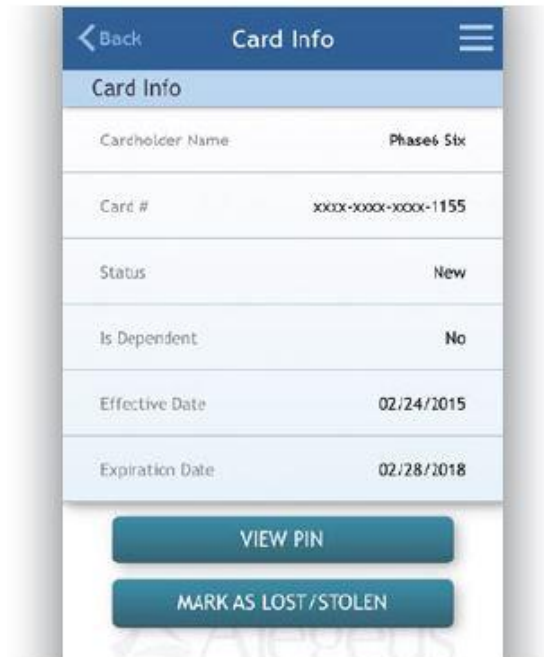 Back Card Info
Card Info
Cardholder Name Phase6 Six
Card # xxxx-xxxx-xxxx-1155
Status New
Is Dependent No
Effective Date 02/24/2015
Expiration Date 02/28/2018
VIEW PIN
MARK AS LOST/STOLEN
Alegeus